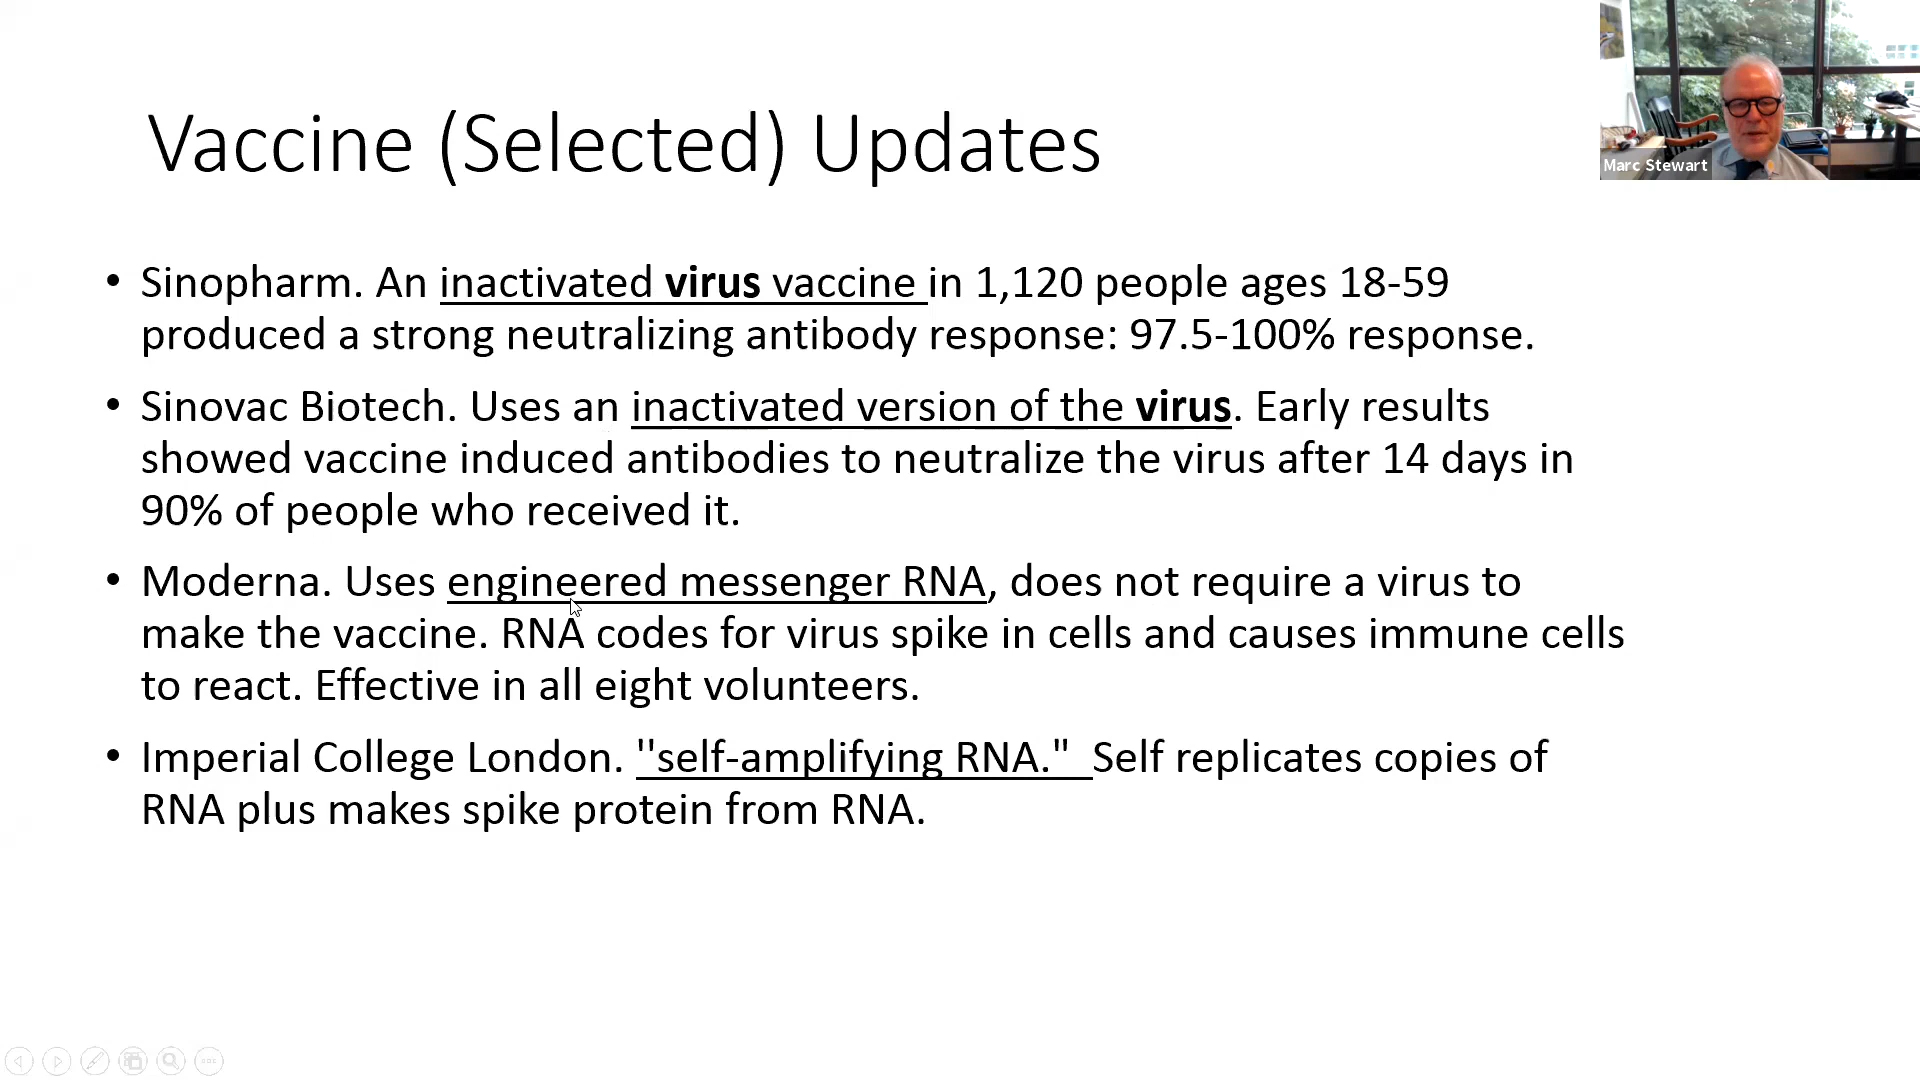 Vaccine (Selected) Updates
Marc Stewart
• Sinopharm. An inactivated virus vaccine in 1,120 people ages 18-59
produced a strong neutralizing antibody response: 97.5-100% response.
• Sinovac Biotech. Uses an inactivated version of the virus. Early results
showed vaccine induced antibodies to neutralize the virus after 14 days in
90% of people who received it.
• Moderna. Uses engineered messenger RNA, does not require a virus to
make the vaccine. RNA codes for virus spike in cells and causes immune cells
to react. Effective in all eight volunteers.
• Imperial College London. "self-amplifying RNA." Self replicates copies of
RNA plus makes spike protein from RNA.